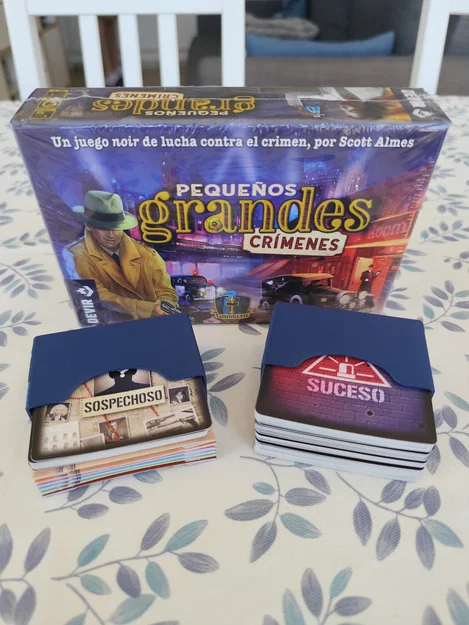 PEQUEÑOS
grandes
CRÍMENES
Un juego noir de lucha contra el crimen, por Scott Almes
PEQUEÑOS
grandes
CRÍMENES
DEVIR
SOSPECHOSO
SUCESO